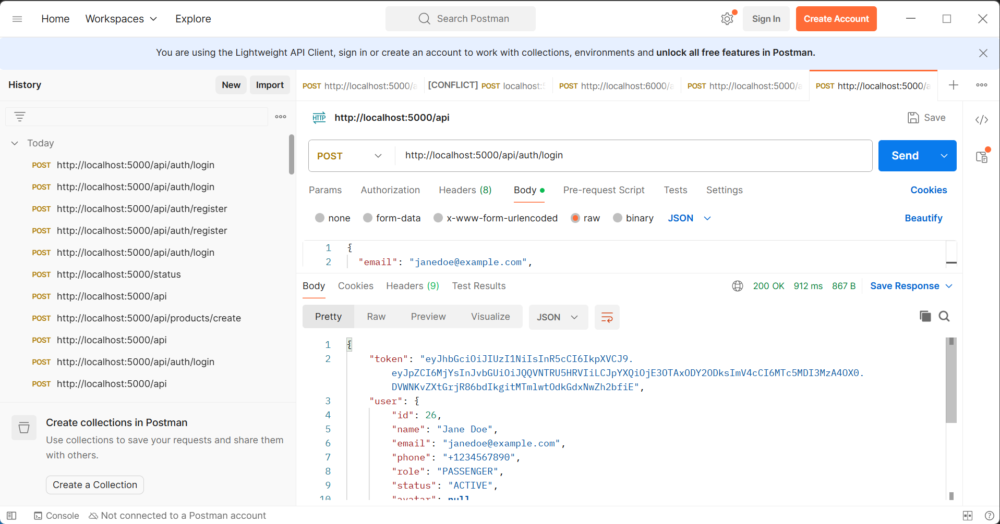 Home
Workspaces
Explore
Search Postman
Sign In
Create Account
You are using the Lightweight API Client, sign in or create an account to work with collections, environments and unlock all free features in Postman.
History
New
Import
POST http://localhost:5000/a
[CONFLICT] POST localhost:5
POST http://localhost:6000/a
POST http://localhost:5000/a
POST http://localhost:5000/a
HTTP http://localhost:5000/api
Save
Today
POST http://localhost:5000/api/auth/login
POST http://localhost:5000/api/auth/login
POST http://localhost:5000/api/auth/register
POST http://localhost:5000/api/auth/register
POST http://localhost:5000/api/auth/login
POST http://localhost:5000/status
POST http://localhost:5000/api
POST http://localhost:5000/api/products/create
POST http://localhost:5000/api
POST http://localhost:5000/api/auth/login
POST http://localhost:5000/api
Create collections in Postman
Use collections to save your requests and share them
with others.
Create a Collection
POST http://localhost:5000/api/auth/login
Send
Params Authorization Headers (8) Body Pre-request Script Tests Settings
Cookies
none form-data x-www-form-urlencoded raw binary JSON
Beautify
1 {
2 "email": "janedoe@example.com",
Body Cookies Headers (9) Test Results
200 OK 912 ms 867 B Save Response
Pretty Raw Preview Visualize JSON
1 {
2 "token": "eyJhbGciOiJIUzI1NiIsInR5cCI6IkpXVCJ9.
eyJpZCI6MjYsInJvbGUiOiJQQVNTRU5HRVIiLCJpYXQiOjE3OTAxODY2ODksImV4cCI6MTc5MDI3MzA4OX0.
DVWNKvZXtGrjR86bdIkgitMTmlwtOdkGdxNwZh2bfiE",
3 "user": {
4 "id": 26,
5 "name": "Jane Doe",
6 "email": "janedoe@example.com",
7 "phone": "+1234567890",
8 "role": "PASSENGER",
9 "status": "ACTIVE",
10 "avatar": null
Console
Not connected to a Postman account